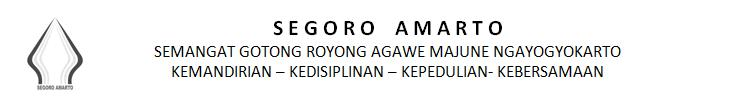 SEGORO AMARTO
SEMANGAT GOTONG ROYONG AGAWE MAJUNE NGAYOGYOKARTO
KEMANDIRIAN – KEDISIPLINAN – KEPEDULIAN- KEBERSAMAAN
SEGORO AMARTO